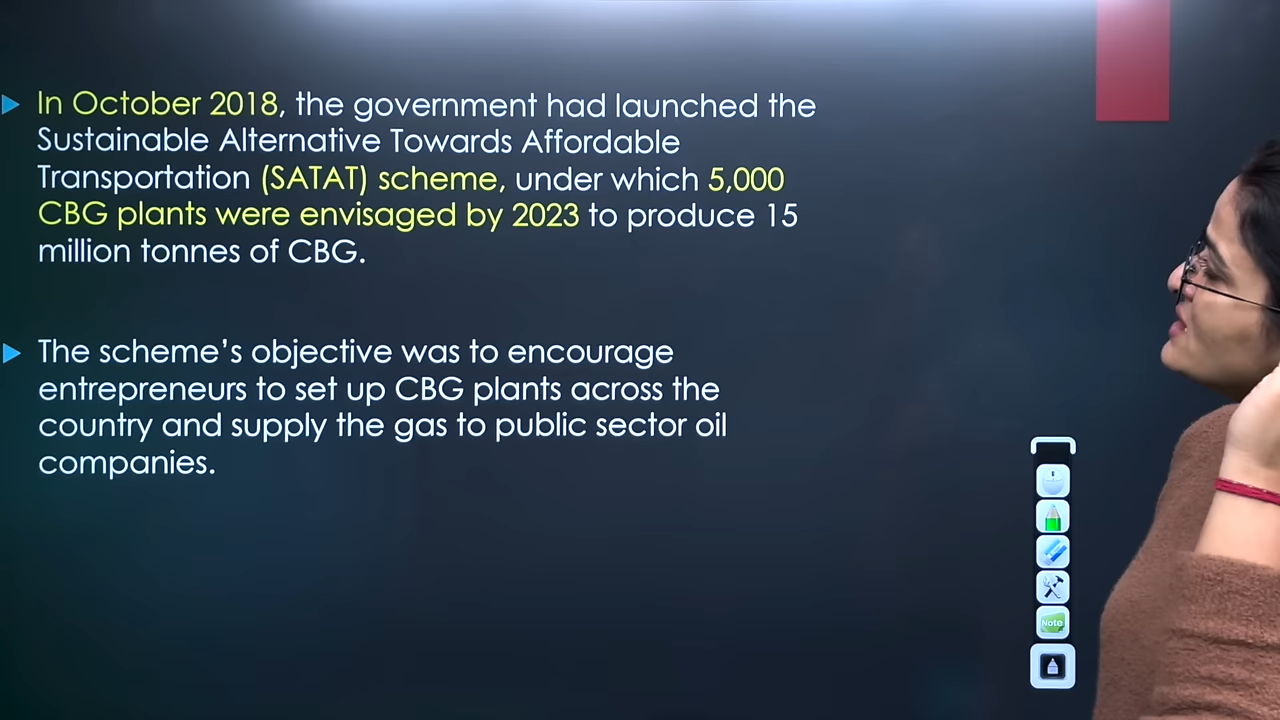 In October 2018, the government had launched the
Sustainable Alternative Towards Affordable
Transportation (SATAT) scheme, under which 5,000
CBG plants were envisaged by 2023 to produce 15
million tonnes of CBG.
The scheme’s objective was to encourage
entrepreneurs to set up CBG plants across the
country and supply the gas to public sector oil
companies.
Note